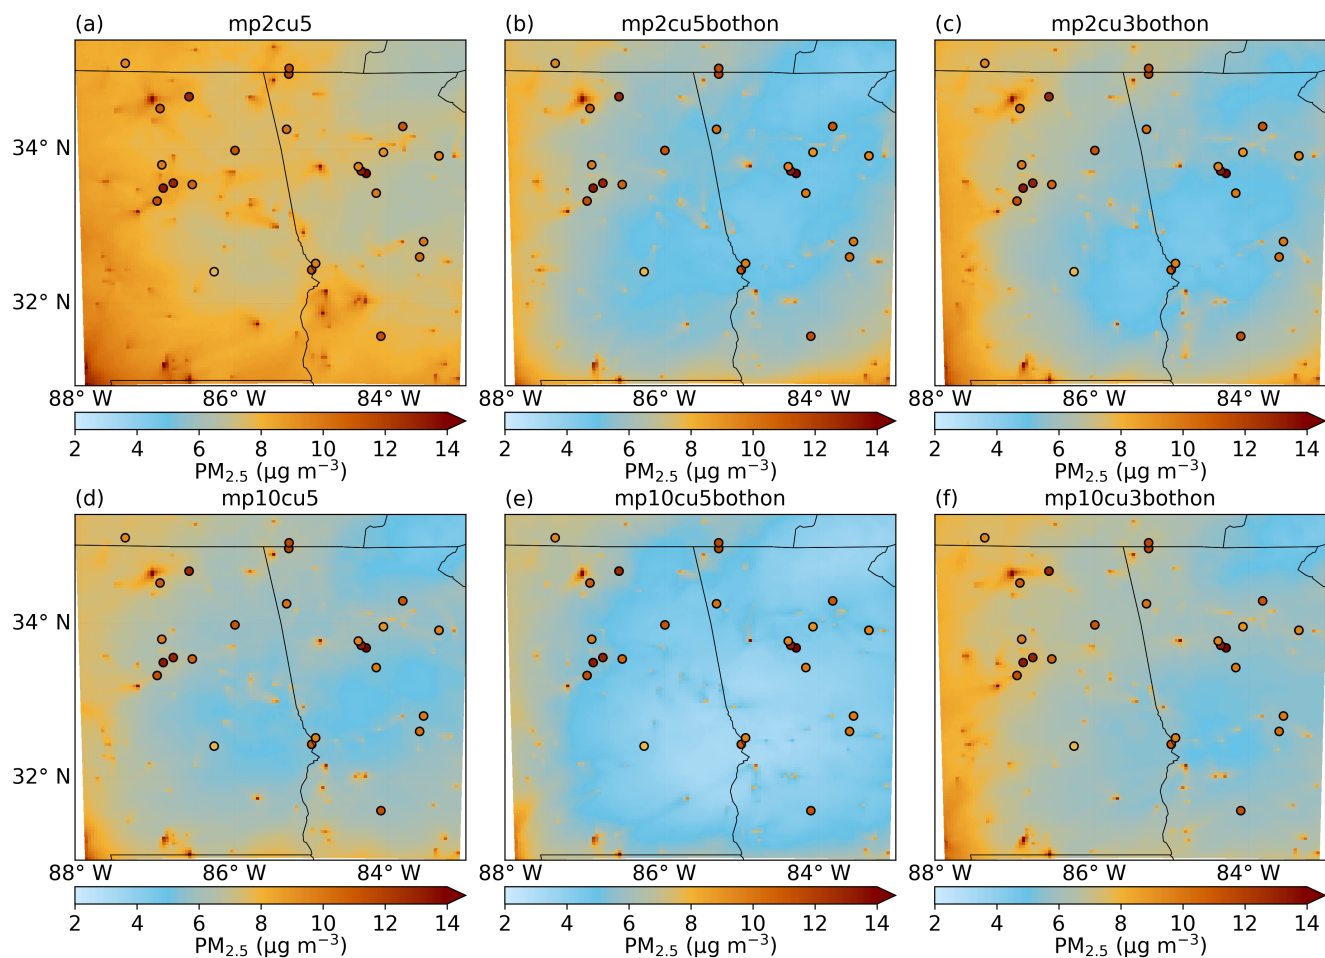 (a) mp2cu5
(b) mp2cu5bothon
(c) mp2cu3bothon
34° N
32° N
88° W 86° W 84° W
88° W 86° W 84° W
88° W 86° W 84° W
2 4 6 8 10 12 14
2 4 6 8 10 12 14
2 4 6 8 10 12 14
PM2.5 (μg m−3)
PM2.5 (μg m−3)
PM2.5 (μg m−3)
(d) mp10cu5
(e) mp10cu5bothon
(f) mp10cu3bothon
34° N
32° N
88° W 86° W 84° W
88° W 86° W 84° W
88° W 86° W 84° W
2 4 6 8 10 12 14
2 4 6 8 10 12 14
2 4 6 8 10 12 14
PM2.5 (μg m−3)
PM2.5 (μg m−3)
PM2.5 (μg m−3)